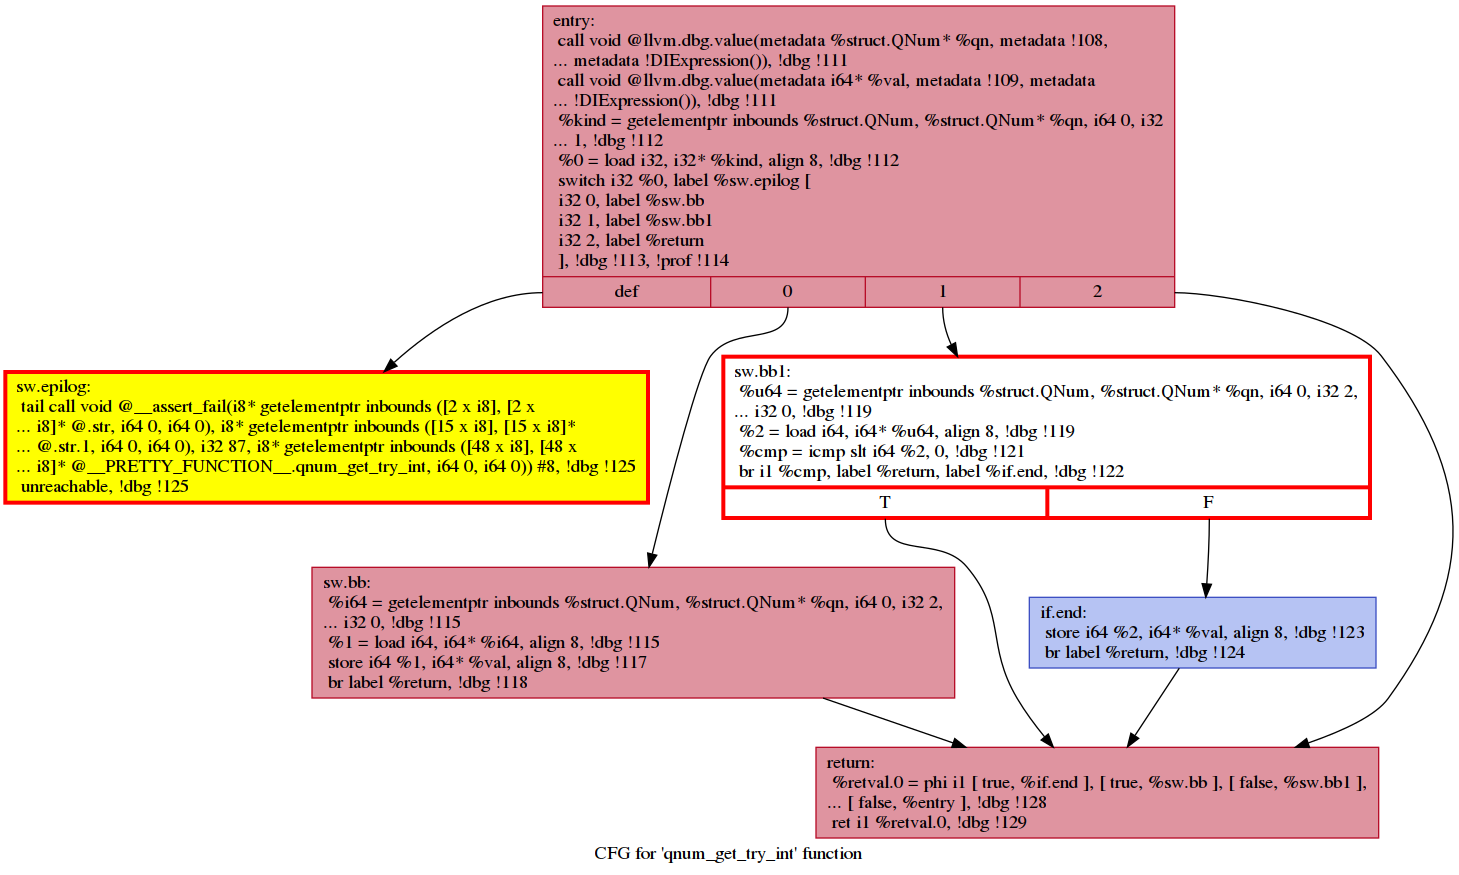 entry:
call void @llvm.dbg.value(metadata %struct.QNum* %qn, metadata !108,
... metadata !DIExpression()), !dbg !111
call void @llvm.dbg.value(metadata i64* %val, metadata !109, metadata
... !DIExpression()), !dbg !111
%kind = getelementptr inbounds %struct.QNum, %struct.QNum* %qn, i64 0, i32
... 1, !dbg !112
%0 = load i32, i32* %kind, align 8, !dbg !112
switch i32 %0, label %sw.epilog [
i32 0, label %sw.bb
i32 1, label %sw.bb1
i32 2, label %return
], !dbg !113, !prof !114
def 0 1 2
sw.epilog:
tail call void @__assert_fail(i8* getelementptr inbounds ([2 x i8], [2 x
... i8]* @.str, i64 0, i64 0), i8* getelementptr inbounds ([15 x i8], [15 x i8]*
... @.str.1, i64 0, i64 0), i32 87, i8* getelementptr inbounds ([48 x i8], [48 x
... i8]* @__PRETTY_FUNCTION__.qnum_get_try_int, i64 0, i64 0)) #8, !dbg !125
unreachable, !dbg !125
sw.bb1:
%u64 = getelementptr inbounds %struct.QNum, %struct.QNum* %qn, i64 0, i32 2,
... i32 0, !dbg !119
%2 = load i64, i64* %u64, align 8, !dbg !119
%cmp = icmp slt i64 %2, 0, !dbg !121
br i1 %cmp, label %return, label %if.end, !dbg !122
T F
sw.bb:
%i64 = getelementptr inbounds %struct.QNum, %struct.QNum* %qn, i64 0, i32 2,
... i32 0, !dbg !115
%1 = load i64, i64* %i64, align 8, !dbg !115
store i64 %1, i64* %val, align 8, !dbg !117
br label %return, !dbg !118
if.end:
store i64 %2, i64* %val, align 8, !dbg !123
br label %return, !dbg !124
return:
%retval.0 = phi i1 [ true, %if.end ], [ true, %sw.bb ], [ false, %sw.bb1 ],
... [ false, %entry ], !dbg !128
ret i1 %retval.0, !dbg !129
CFG for 'qnum_get_try_int' function